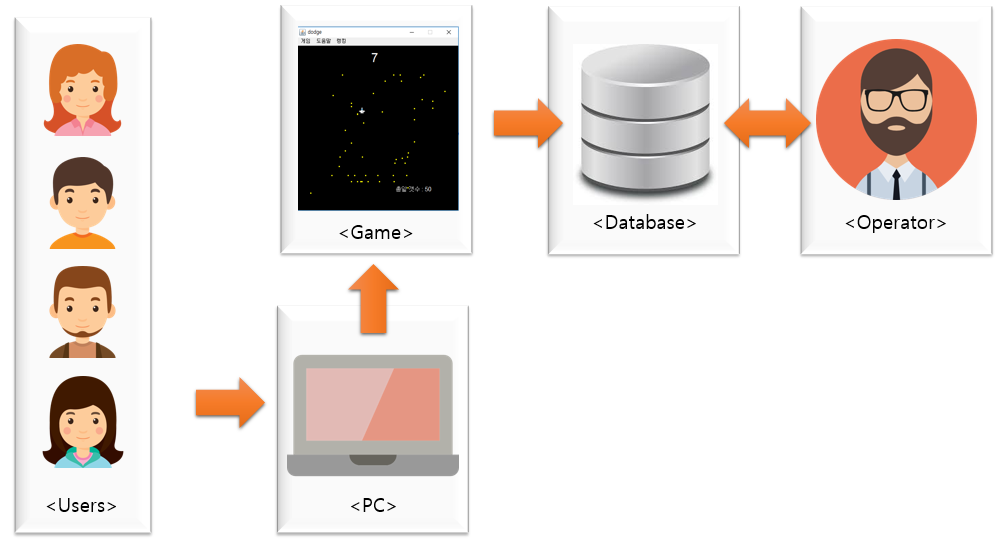 dodge
게임 도움말 랭킹
7
총알갯수 : 50
<Game>
<Database>
<Operator>
<Users>
<PC>